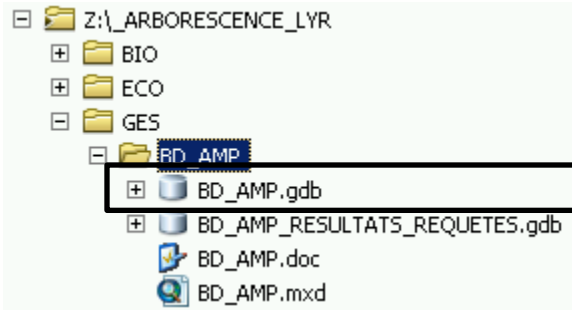 Z:\_ARBORESCENCE_LYR
BIO
ECO
GES
BD_AMP
BD_AMP.gdb
BD_AMP_RESULTATS_REQUETES.gdb
BD_AMP.doc
BD_AMP.mxd